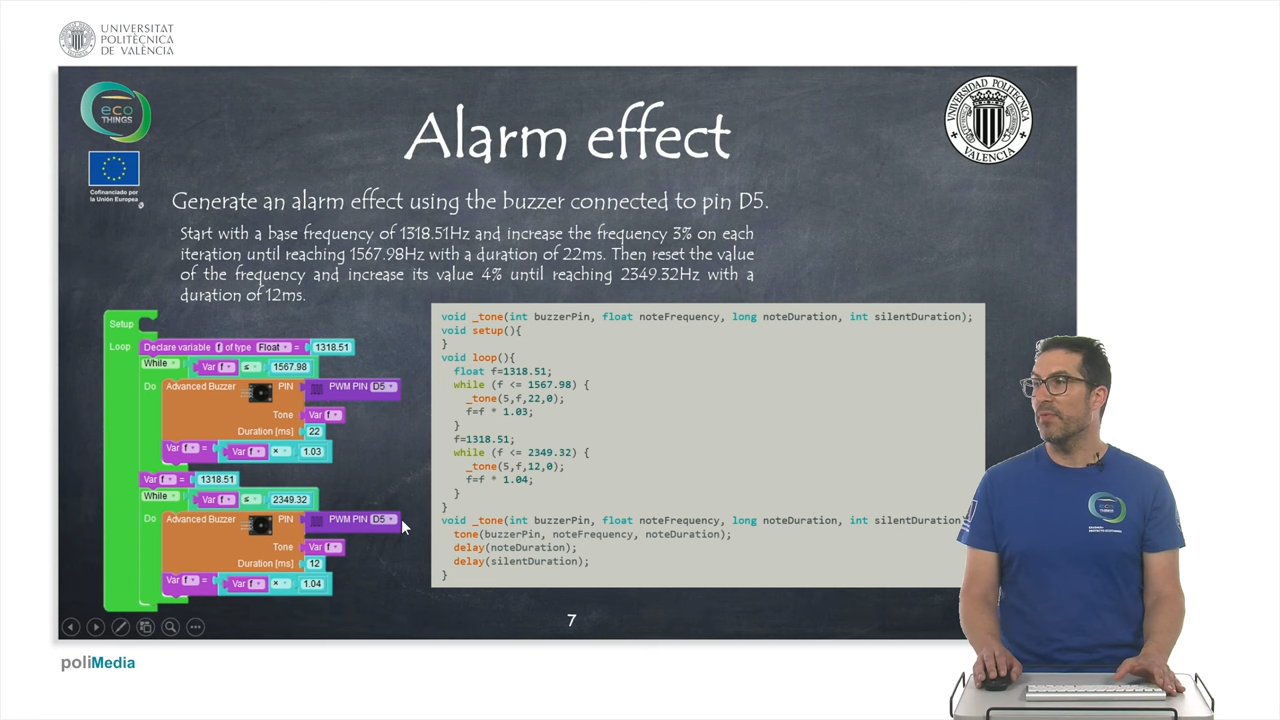 UNIVERSITAT
POLITÈCNICA
DE VALÈNCIA
eco
THINGS
Cofinanciado por
la Unión Europea
UNIVERSIDAD POLITECNICA
VALENCIA
Alarm effect
Generate an alarm effect using the buzzer connected to pin D5.
Start with a base frequency of 1318.51Hz and increase the frequency 3% on each
iteration until reaching 1567.98Hz with a duration of 22ms. Then reset the value
of the frequency and increase its value 4% until reaching 2349.32Hz with a
duration of 12ms.
Setup
Loop
Declare variable f of type Float = 1318.51
While Var f ≤ 1567.98
Do Advanced Buzzer PIN PWM PIN D5
Tone Var f
Duration [ms] 22
Var f = Var f × 1.03
Var f = 1318.51
While Var f ≤ 2349.32
Do Advanced Buzzer PIN PWM PIN D5
Tone Var f
Duration [ms] 12
Var f = Var f × 1.04
void _tone(int buzzerPin, float noteFrequency, long noteDuration, int silentDuration);
void setup(){
}
void loop(){
float f=1318.51;
while (f <= 1567.98) {
_tone(5,f,22,0);
f=f * 1.03;
}
f=1318.51;
while (f <= 2349.32) {
_tone(5,f,12,0);
f=f * 1.04;
}
}
void _tone(int buzzerPin, float noteFrequency, long noteDuration, int silentDuration)
tone(buzzerPin, noteFrequency, noteDuration);
delay(noteDuration);
delay(silentDuration);
}
7
poliMedia